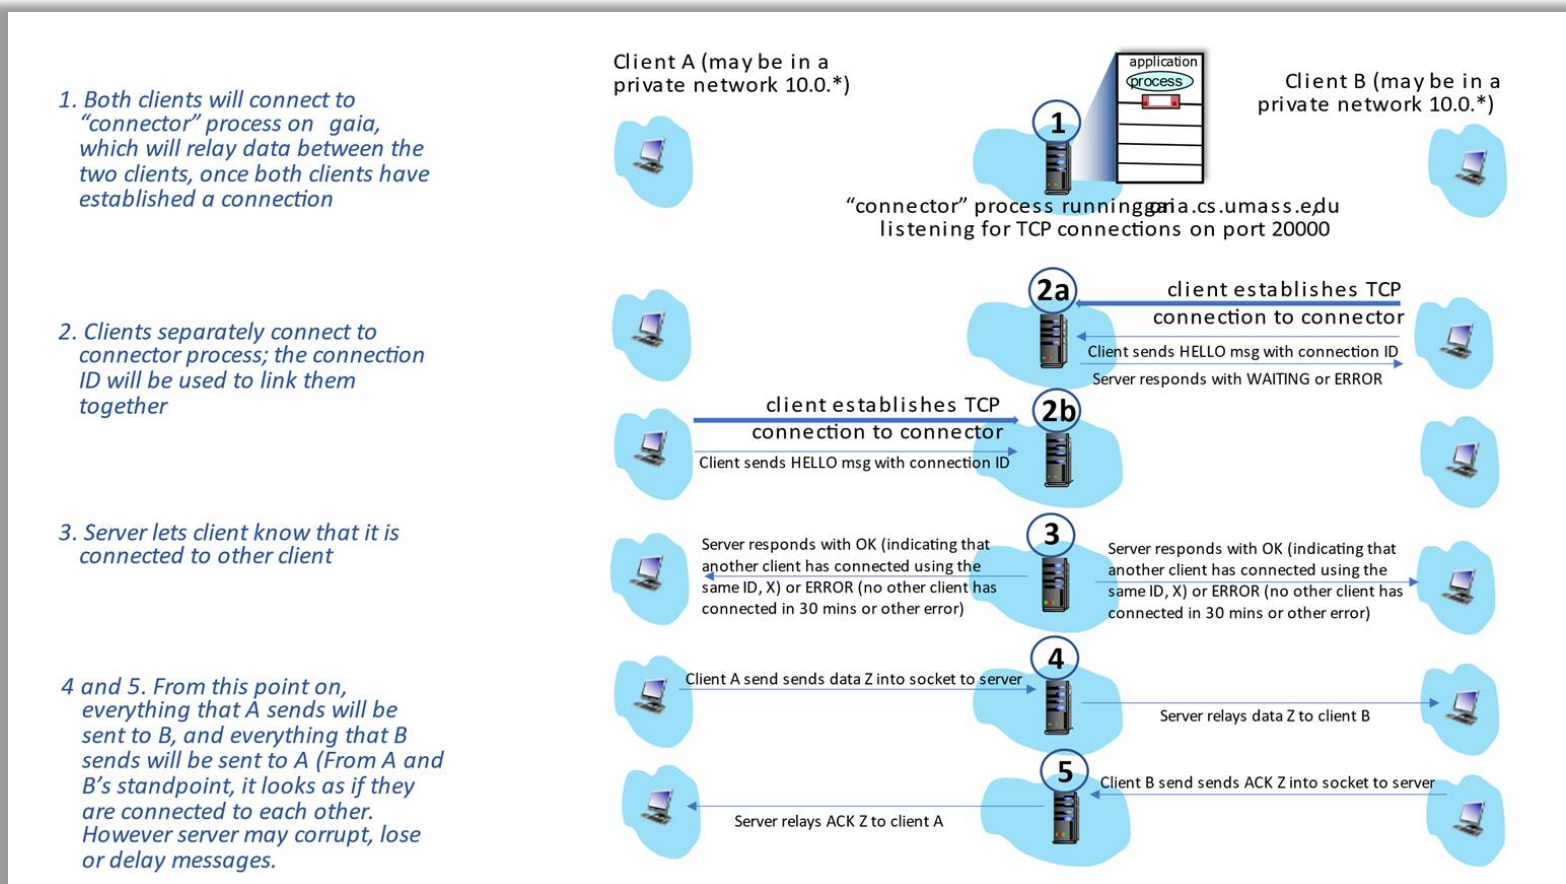 Client A (may be in a
private network 10.0.*)
application
process
Client B (may be in a
private network 10.0.*)
1. Both clients will connect to
"connector" process on gaia,
which will relay data between the
two clients, once both clients have
established a connection
1
"connector" process running on gaia.cs.umass.edu,
listening for TCP connections on port 20000
2. Clients separately connect to
connector process; the connection
ID will be used to link them
together
2a
client establishes TCP
connection to connector
Client sends HELLO msg with connection ID
Server responds with WAITING or ERROR
2b
client establishes TCP
connection to connector
Client sends HELLO msg with connection ID
3. Server lets client know that it is
connected to other client
3
Server responds with OK (indicating that
another client has connected using the
same ID, X) or ERROR (no other client has
connected in 30 mins or other error)
Server responds with OK (indicating that
another client has connected using the
same ID, X) or ERROR (no other client has
connected in 30 mins or other error)
4 and 5. From this point on,
everything that A sends will be
sent to B, and everything that B
sends will be sent to A (From A and
B's standpoint, it looks as if they
are connected to each other.
However server may corrupt, lose
or delay messages.
4
Client A send sends data Z into socket to server
Server relays data Z to client B
5
Client B send sends ACK Z into socket to server
Server relays ACK Z to client A